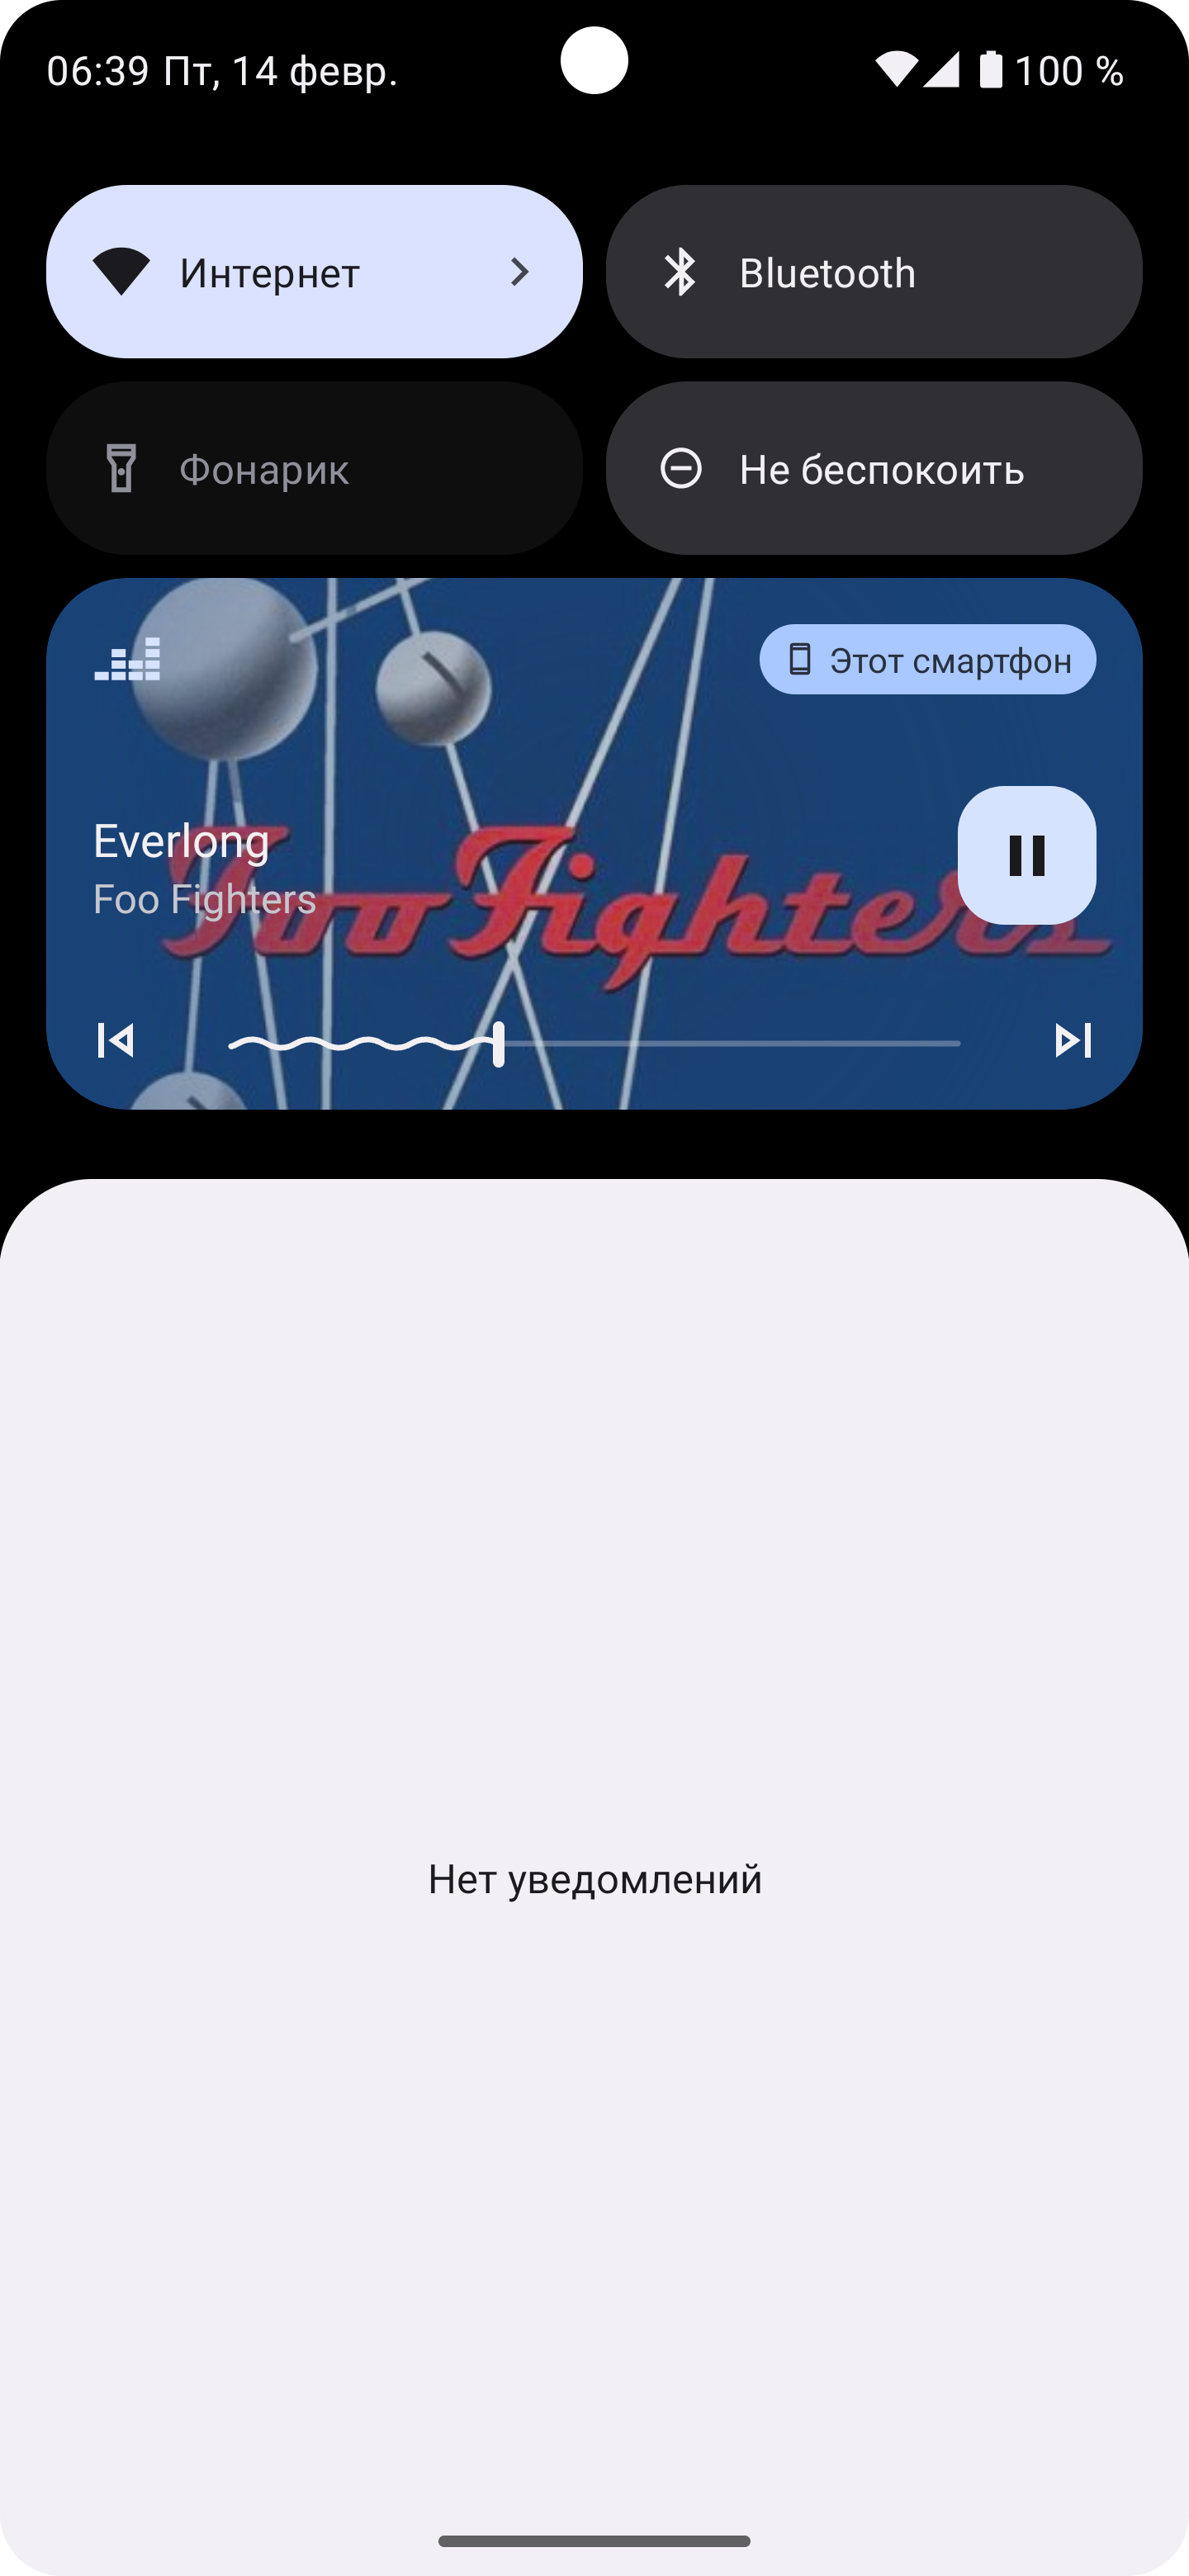 06:39 Пт, 14 февр.
100 %
Интернет
Bluetooth
Фонарик
Не беспокоить
Этот смартфон
Everlong
Foo Fighters
Foo Fighters
Нет уведомлений